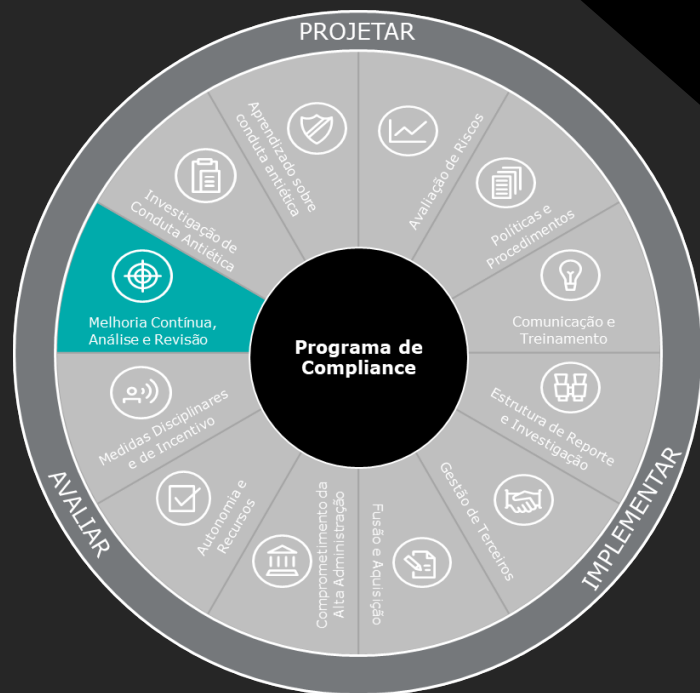 PROJETAR
Avaliação de Riscos
Políticas e
Procedimentos
Comunicação e
Treinamento
Estrutura de Reporte
e Investigação
Gestão de Terceiros
Fusão e Aquisição
Comprometimento da
Alta Administração
Autonomia e
Recursos
Medidas Disciplinares
e de Incentivo
Melhoria Contínua,
Análise e Revisão
Investigação de
Conduta Antiética
Aprendizado sobre
conduta antiética
Programa de
Compliance
IMPLEMENTAR
AVALIAR